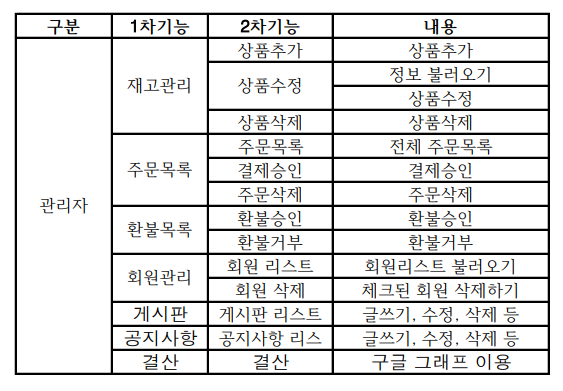 구분 1차기능 2차기능 내용
상품추가 상품추가
정보 불러오기
재고관리 상품수정
상품수정
상품삭제 상품삭제
주문목록 전체 주문목록
주문목록 결제승인 결제승인
주문삭제 주문삭제
관리자
환불목록 환불승인 환불승인
환불거부 환불거부
회원관리 회원 리스트 회원리스트 불러오기
회원 삭제 체크된 회원 삭제하기
게시판 게시판 리스트 글쓰기, 수정, 삭제 등
공지사항 공지사항 리스 글쓰기, 수정, 삭제 등
결산 결산 구글 그래프 이용